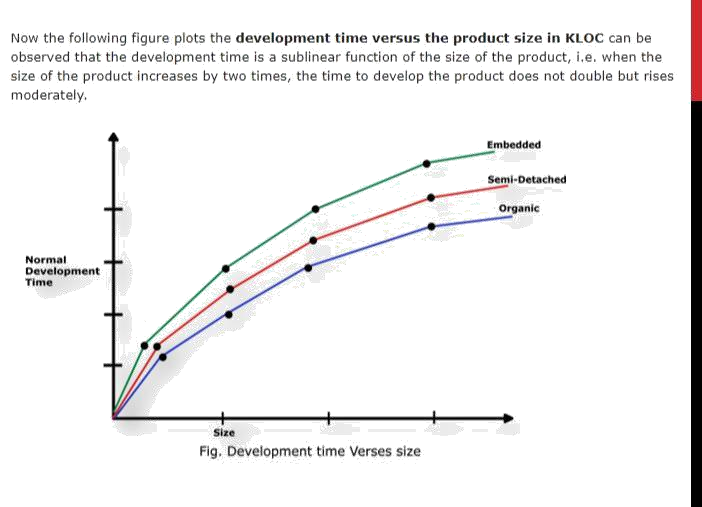 Now the following figure plots the development time versus the product size in KLOC can be
observed that the development time is a sublinear function of the size of the product, i.e. when the
size of the product increases by two times, the time to develop the product does not double but rises
moderately.
Embedded
Semi-Detached
Organic
Normal
Development
Time
Size
Fig. Development time Verses size